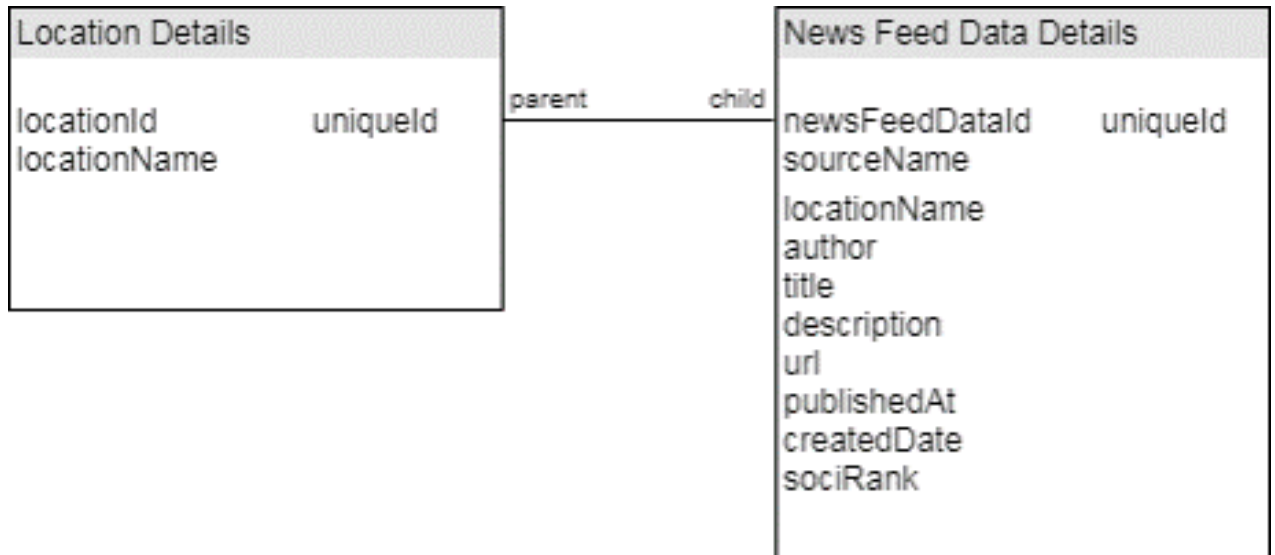 Location Details
locationId uniqueId
locationName
parent child
News Feed Data Details
newsFeedDataId uniqueId
sourceName
locationName
author
title
description
url
publishedAt
createdDate
sociRank